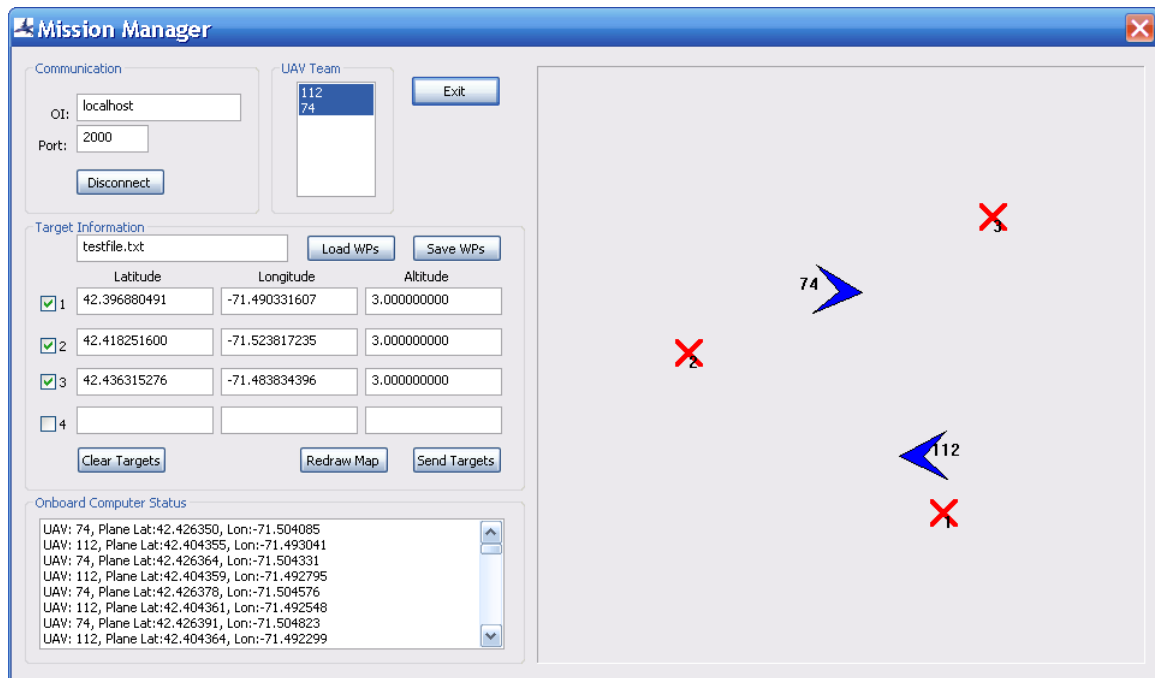 Mission Manager
Communication
OI: localhost
Port: 2000
Disconnect
UAV Team
112
74
Exit
Target Information
testfile.txt
Load WPs
Save WPs
Latitude Longitude Altitude
1 42.396880491 -71.490331607 3.000000000
2 42.418251600 -71.523817235 3.000000000
3 42.436315276 -71.483834396 3.000000000
4
Clear Targets
Redraw Map
Send Targets
Onboard Computer Status
UAV: 74, Plane Lat:42.426350, Lon:-71.504085
UAV: 112, Plane Lat:42.404355, Lon:-71.493041
UAV: 74, Plane Lat:42.426364, Lon:-71.504331
UAV: 112, Plane Lat:42.404359, Lon:-71.492795
UAV: 74, Plane Lat:42.426378, Lon:-71.504576
UAV: 112, Plane Lat:42.404361, Lon:-71.492548
UAV: 74, Plane Lat:42.426391, Lon:-71.504823
UAV: 112, Plane Lat:42.404364, Lon:-71.492299
3
74
2
112
1